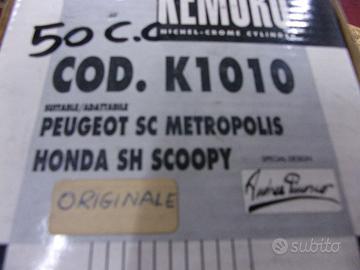 50 C.C
KEMORO
NICHEL-CROME CYLINDER
COD. K1010
SUITABLE/ADATTABILE
PEUGEOT SC METROPOLIS
HONDA SH SCOOPY
SPECIAL DESIGN
ORIGINALE
subito